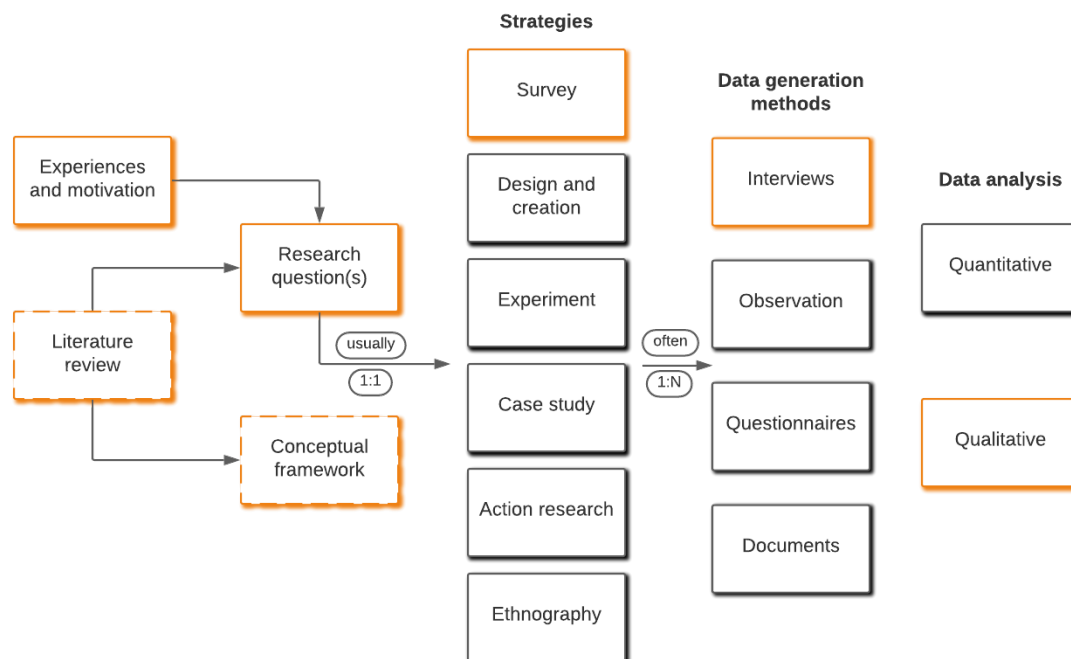 Strategies
Survey
Data generation
methods
Experiences
and motivation
Interviews
Data analysis
Design and
creation
Research
question(s)
Quantitative
Experiment
Observation
Literature
review
usually
1:1
often
1:N
Case study
Questionnaires
Conceptual
framework
Qualitative
Action research
Documents
Ethnography